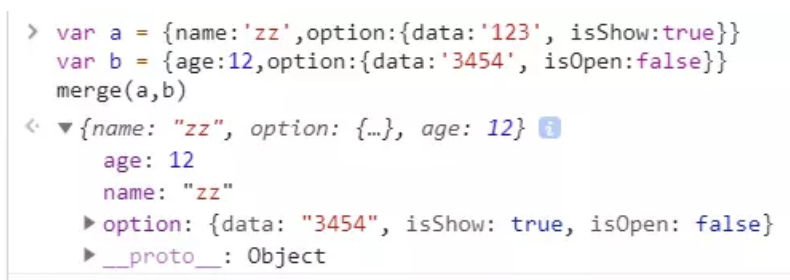 var a = {name:'zz',option:{data:'123', isShow:true}}
var b = {age:12,option:{data:'3454', isOpen:false}}
merge(a,b)
{name: "zz", option: {…}, age: 12} i
age: 12
name: "zz"
option: {data: "3454", isShow: true, isOpen: false}
__proto__: Object